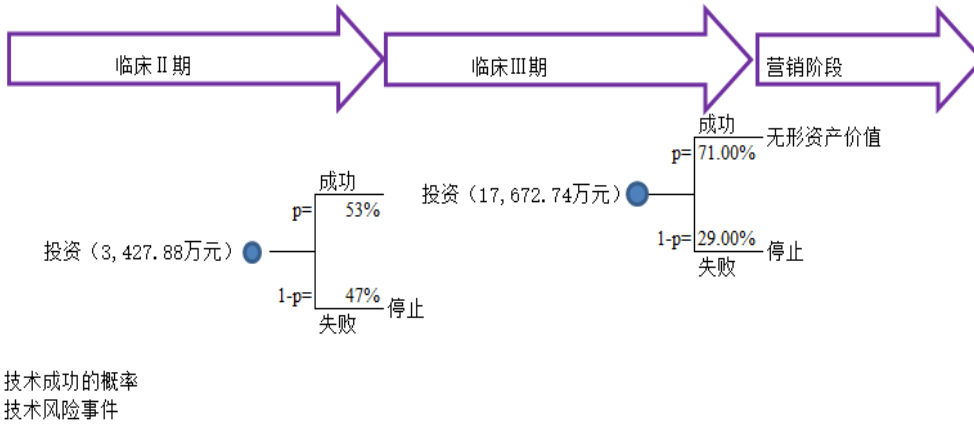 临床Ⅱ期
临床Ⅲ期
营销阶段
成功
p= 71.00%
无形资产价值
投资（17,672.74万元）
1-p= 29.00%
停止
失败
成功
p= 53%
投资（3,427.88万元）
1-p= 47%
停止
失败
技术成功的概率
技术风险事件